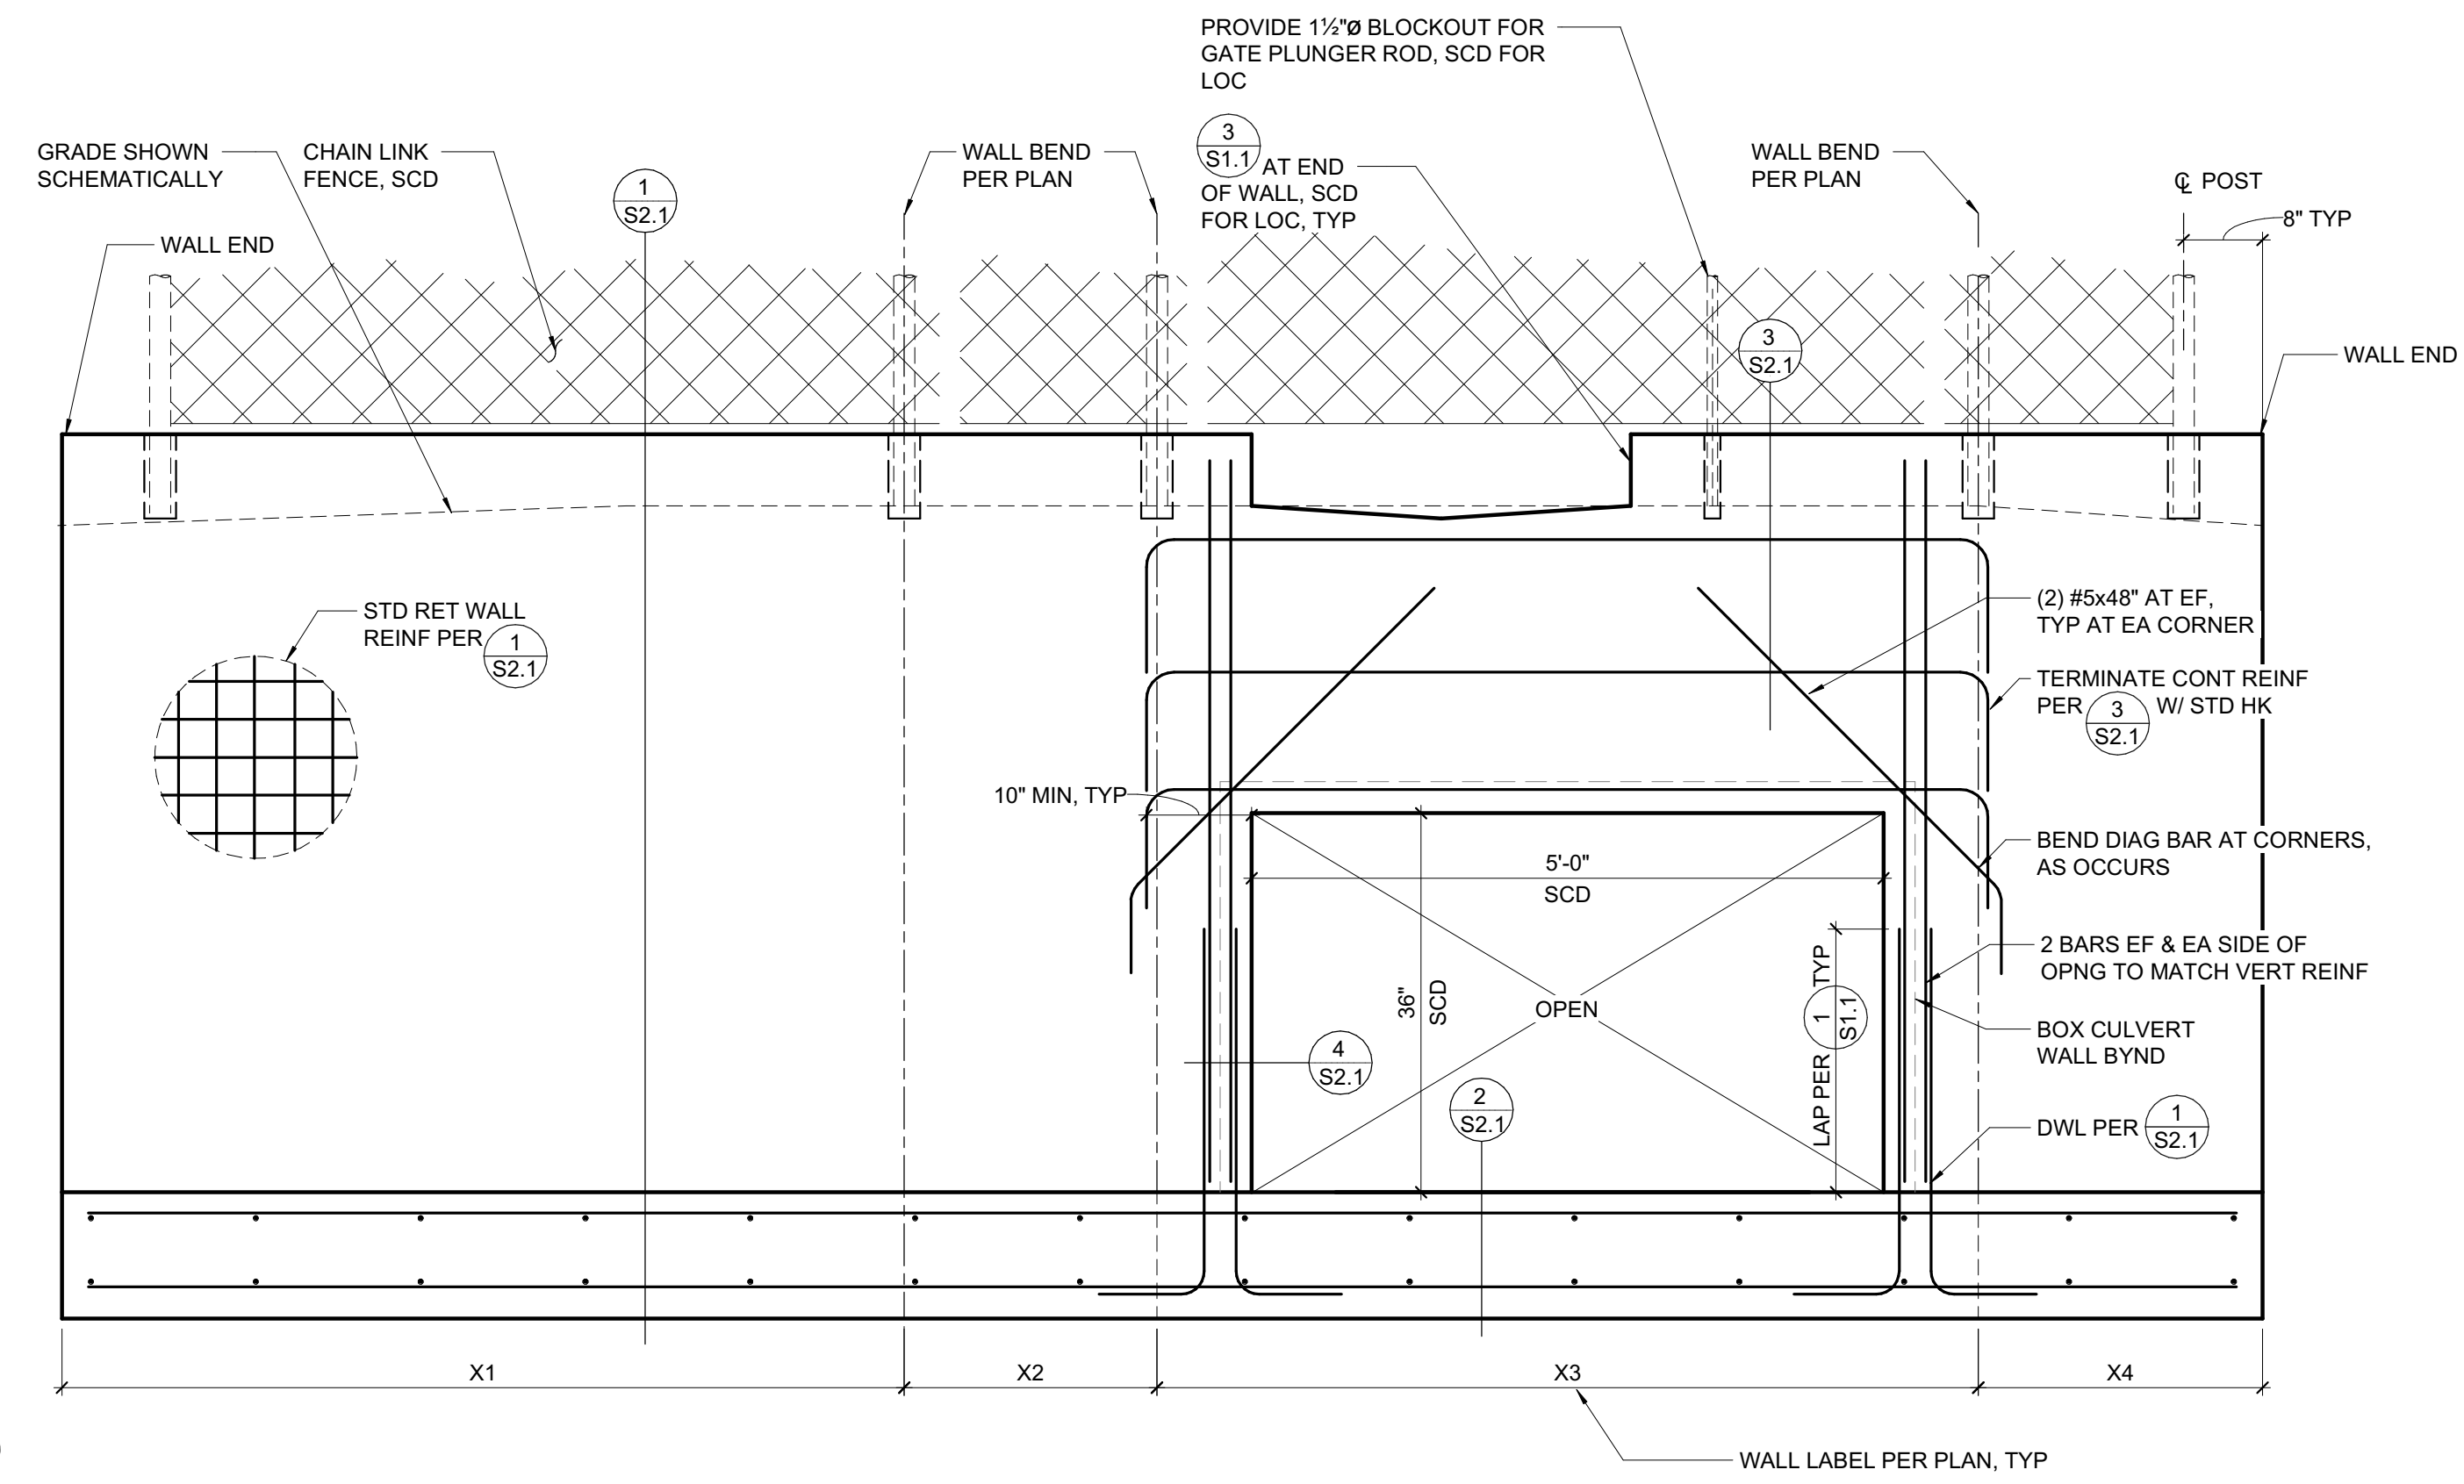 PROVIDE 1½"Ø BLOCKOUT FOR
GATE PLUNGER ROD, SCD FOR
LOC
GRADE SHOWN
SCHEMATICALLY
CHAIN LINK
FENCE, SCD
1
S2.1
WALL BEND
PER PLAN
3
S1.1
AT END
OF WALL, SCD
FOR LOC, TYP
WALL BEND
PER PLAN
℄ POST
8" TYP
WALL END
3
S2.1
WALL END
STD RET WALL
REINF PER
1
S2.1
(2) #5x48" AT EF,
TYP AT EA CORNER
TERMINATE CONT REINF
PER
3
S2.1
W/ STD HK
10" MIN, TYP
BEND DIAG BAR AT CORNERS,
AS OCCURS
5'-0"
SCD
36"
SCD
OPEN
LAP PER
1
S1.1
TYP
2 BARS EF & EA SIDE OF
OPNG TO MATCH VERT REINF
BOX CULVERT
WALL BYND
4
S2.1
2
S2.1
DWL PER
1
S2.1
X1
X2
X3
X4
WALL LABEL PER PLAN, TYP